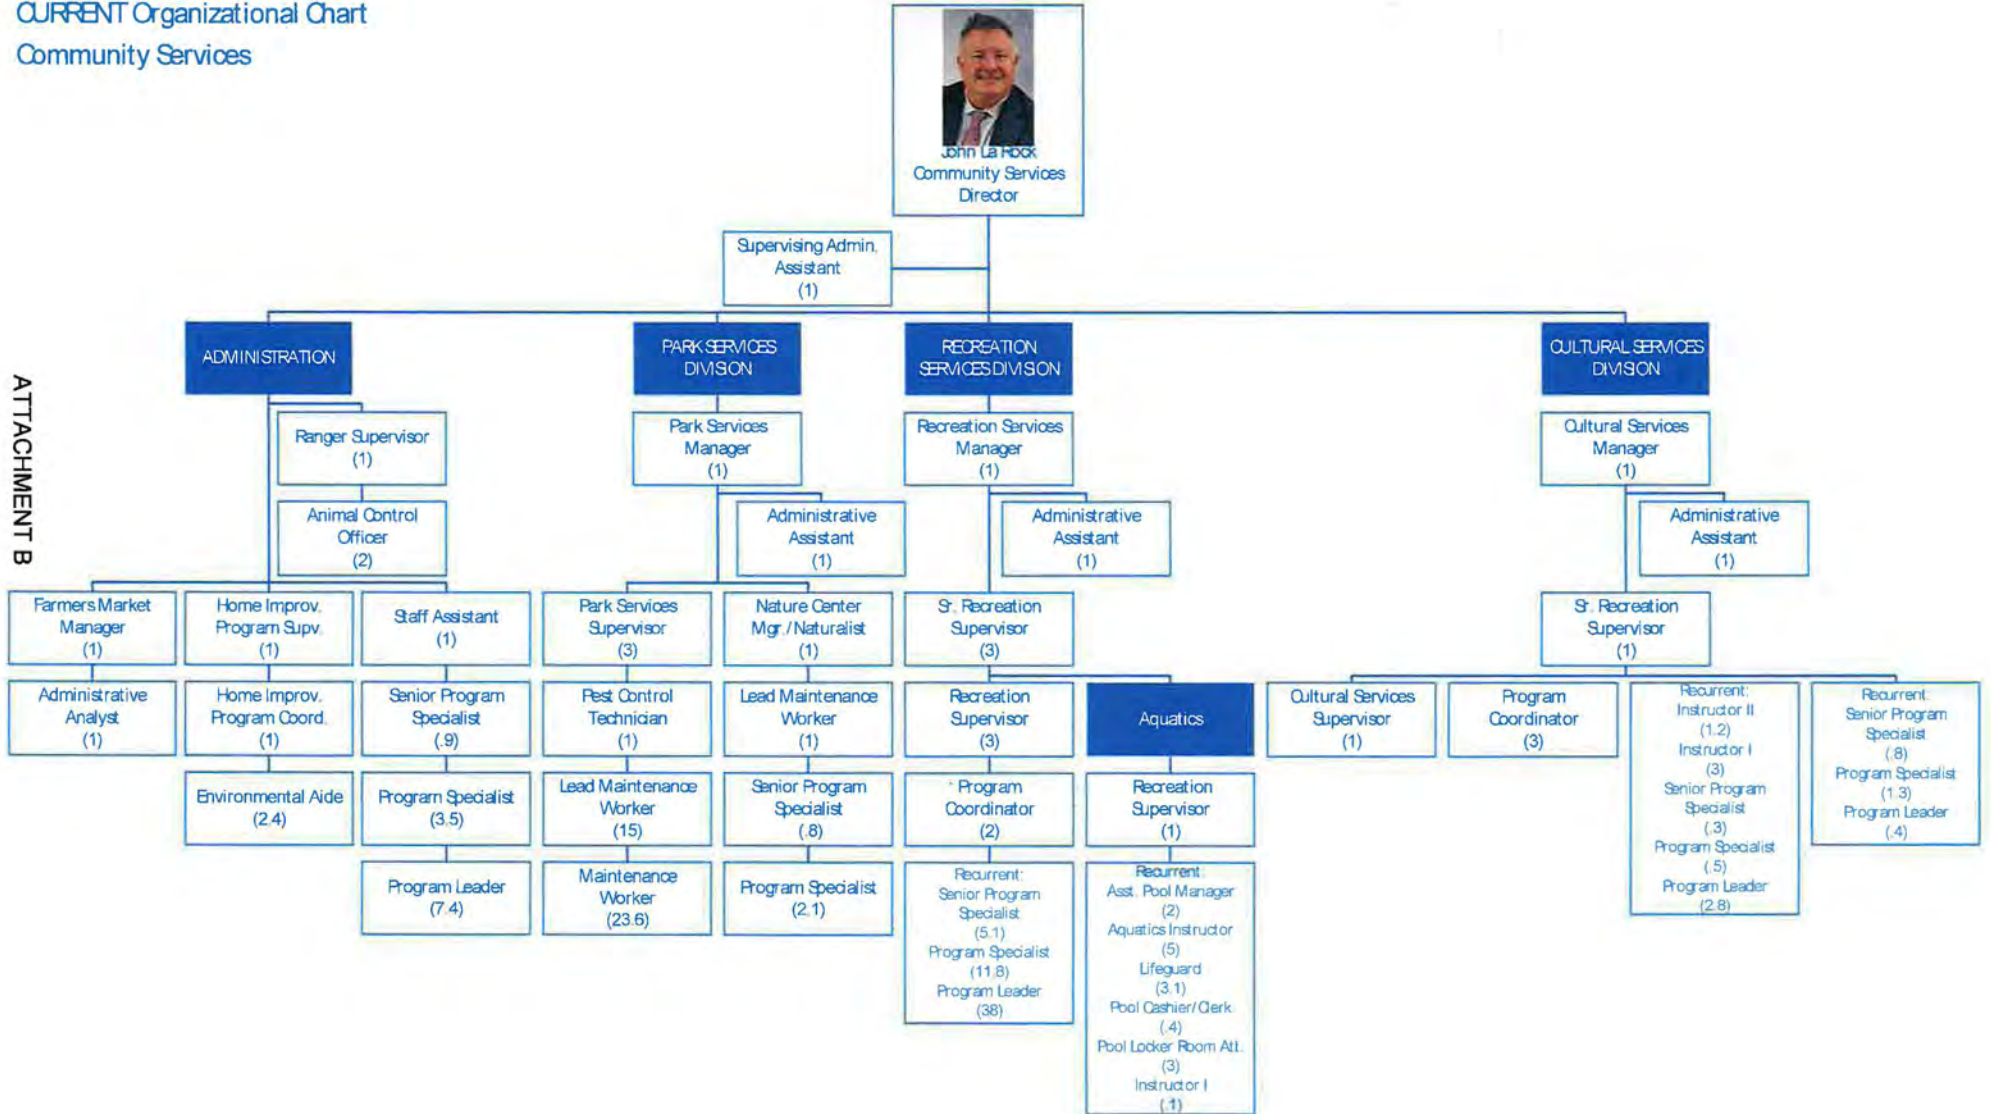 CURRENT Organizational Chart
Community Services
John La Rock
Community Services
Director
Supervising Admin.
Assistant
(1)
ATTACHMENT B
ADMINISTRATION
Ranger Supervisor
(1)
Animal Control
Officer
(2)
Farmers Market
Manager
(1)
Administrative
Analyst
(1)
Home Improv.
Program Supv.
(1)
Home Improv.
Program Coord.
(1)
Environmental Aide
(2.4)
Staff Assistant
(1)
Senior Program
Specialist
(.9)
Program Specialist
(3.5)
Program Leader
(7.4)
PARK SERVICES
DIVISION
Park Services
Manager
(1)
Administrative
Assistant
(1)
Park Services
Supervisor
(3)
Pest Control
Technician
(1)
Lead Maintenance
Worker
(15)
Maintenance
Worker
(23.6)
Nature Center
Mgr./Naturalist
(1)
Lead Maintenance
Worker
(1)
Senior Program
Specialist
(.8)
Program Specialist
(2.1)
RECREATION
SERVICES DIVISION
Recreation Services
Manager
(1)
Administrative
Assistant
(1)
Sr. Recreation
Supervisor
(3)
Recreation
Supervisor
(3)
Program
Coordinator
(2)
Recurrent:
Senior Program
Specialist
(5.1)
Program Specialist
(11.8)
Program Leader
(38)
Aquatics
Recreation
Supervisor
(1)
Recurrent:
Asst. Pool Manager
(2)
Aquatics Instructor
(5)
Lifeguard
(3.1)
Pool Cashier/Clerk
(.4)
Pool Locker Room Att.
(3)
Instructor I
(.1)
CULTURAL SERVICES
DIVISION
Cultural Services
Manager
(1)
Administrative
Assistant
(1)
Sr. Recreation
Supervisor
(1)
Cultural Services
Supervisor
(1)
Program
Coordinator
(3)
Recurrent:
Instructor II
(1.2)
Instructor I
(3)
Senior Program
Specialist
(.3)
Program Specialist
(.5)
Program Leader
(2.8)
Recurrent:
Senior Program
Specialist
(.8)
Program Specialist
(1.3)
Program Leader
(.4)